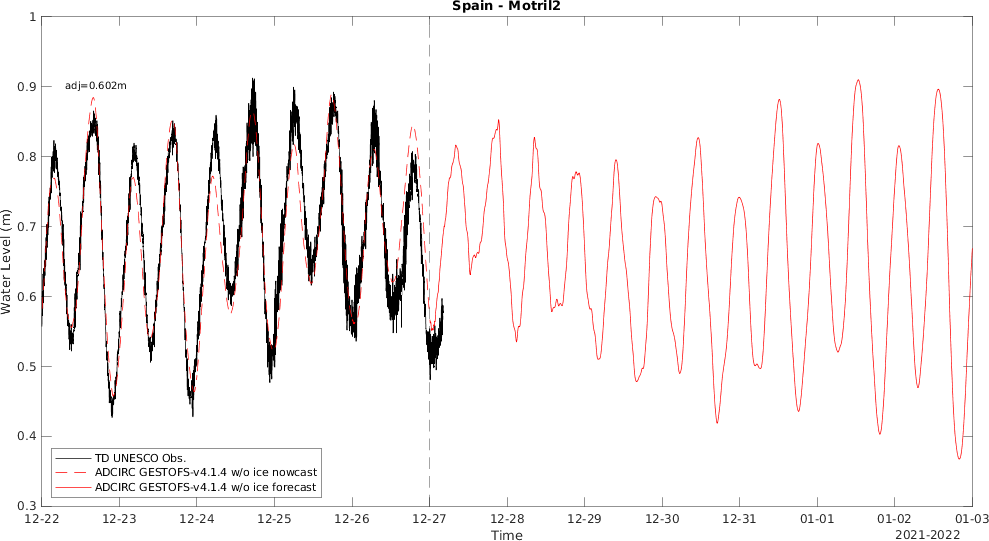 Spain - Motril2
adj=0.602m
Water Level (m)
1
0.9
0.8
0.7
0.6
0.5
0.4
0.3
TD UNESCO Obs.
ADCIRC GESTOFS-v4.1.4 w/o ice nowcast
ADCIRC GESTOFS-v4.1.4 w/o ice forecast
12-22 12-23 12-24 12-25 12-26 12-27 12-28 12-29 12-30 12-31 01-01 01-02 01-03
Time
2021-2022